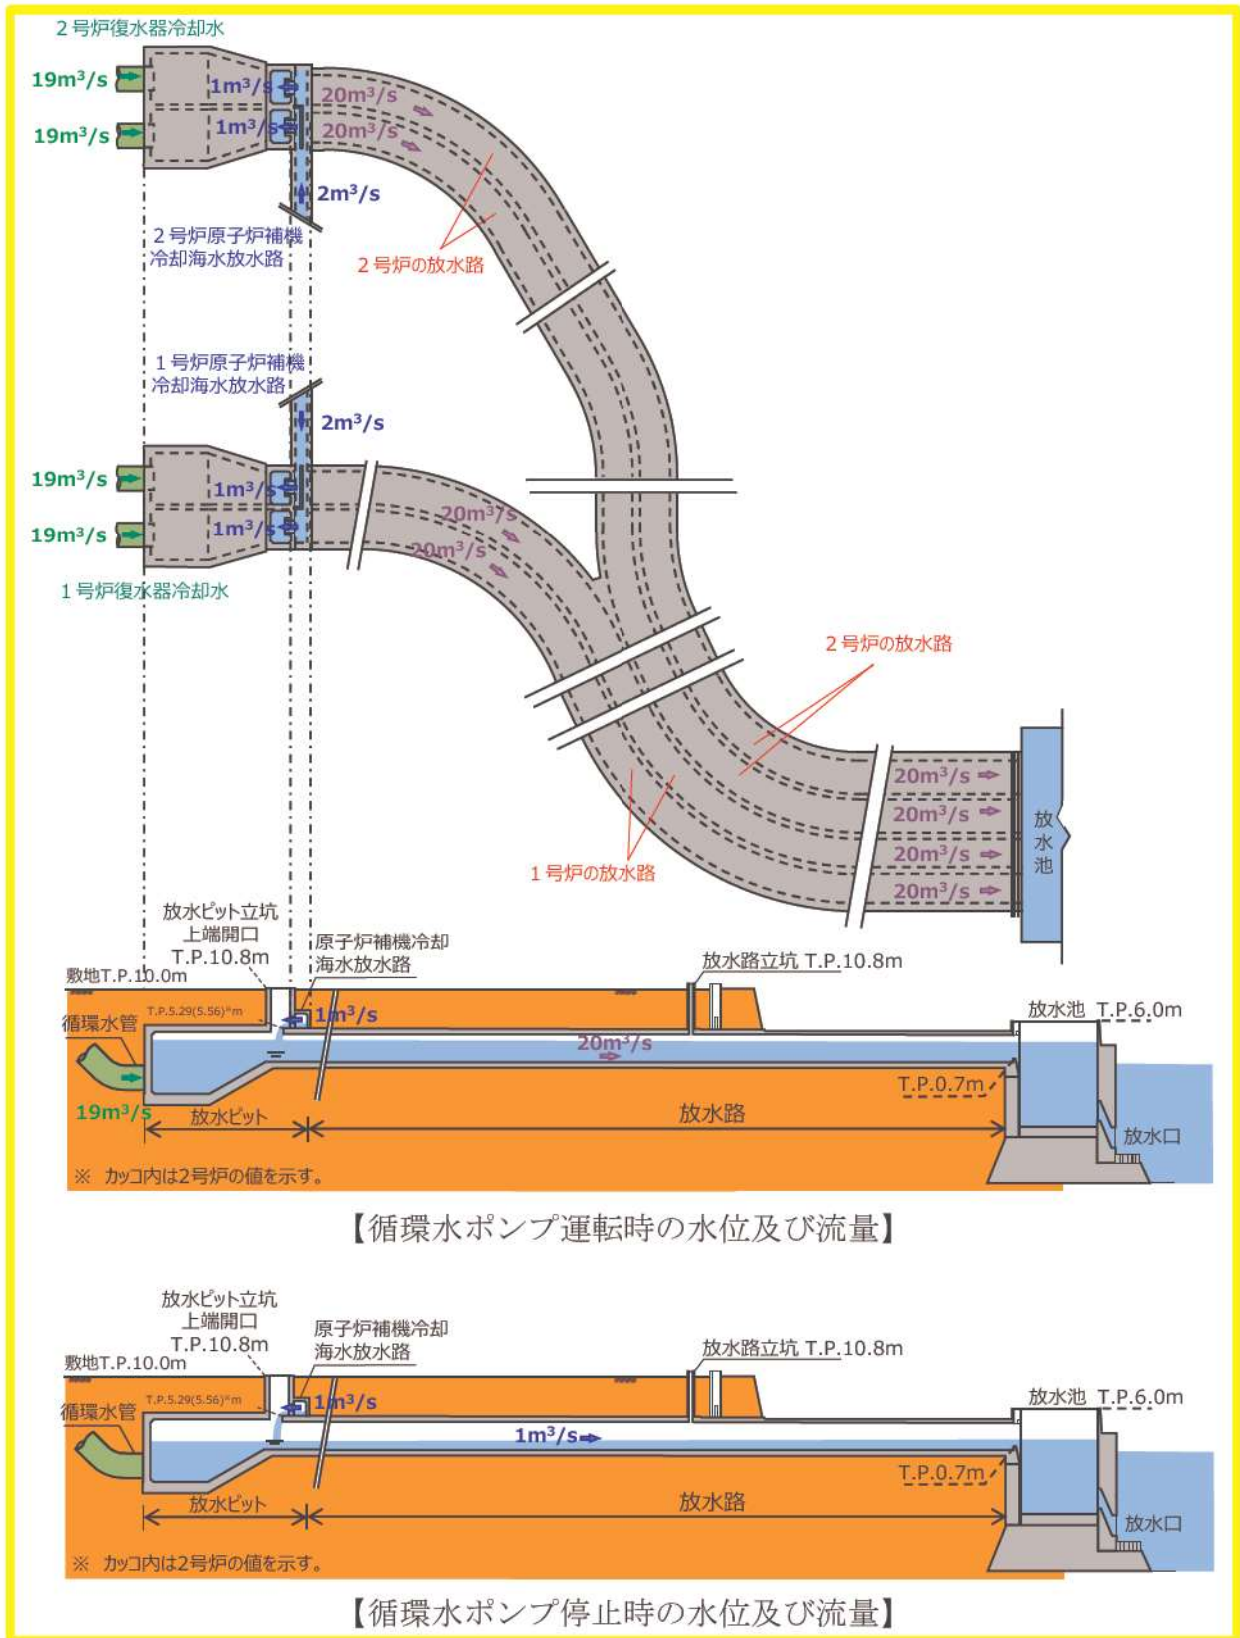 2号炉復水器冷却水
19m³/s
1m³/s
20m³/s
19m³/s
1m³/s
20m³/s
2m³/s
2号炉原子炉補機
冷却海水放水路
2号炉の放水路
1号炉原子炉補機
冷却海水放水路
2m³/s
19m³/s
1m³/s
20m³/s
19m³/s
1m³/s
20m³/s
1号炉復水器冷却水
2号炉の放水路
20m³/s
20m³/s
20m³/s
20m³/s
放水池
1号炉の放水路
放水ピット立坑
上端開口
T.P.10.8m
原子炉補機冷却
海水放水路
放水路立坑 T.P.10.8m
敷地T.P.10.0m
T.P.5.29(5.56)※m
1m³/s
循環水管
20m³/s
放水池 T.P.6.0m
19m³/s
T.P.0.7m
放水ピット
放水路
放水口
※ カッコ内は2号炉の値を示す。
【循環水ポンプ運転時の水位及び流量】
放水ピット立坑
上端開口
T.P.10.8m
原子炉補機冷却
海水放水路
放水路立坑 T.P.10.8m
敷地T.P.10.0m
T.P.5.29(5.56)※m
1m³/s
循環水管
1m³/s
放水池 T.P.6.0m
T.P.0.7m
放水ピット
放水路
放水口
※ カッコ内は2号炉の値を示す。
【循環水ポンプ停止時の水位及び流量】